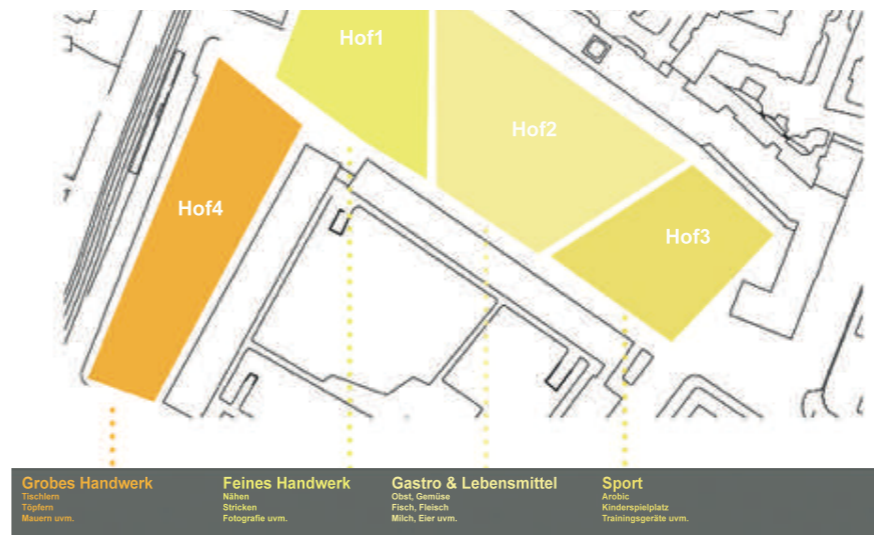 Hof1
Hof2
Hof4
Hof3
Grobes Handwerk
Tischlern
Töpfern
Mauern uvm.
Feines Handwerk
Nähen
Stricken
Fotografie uvm.
Gastro & Lebensmittel
Obst, Gemüse
Fisch, Fleisch
Milch, Eier uvm.
Sport
Arobic
Kinderspielplatz
Trainingsgeräte uvm.